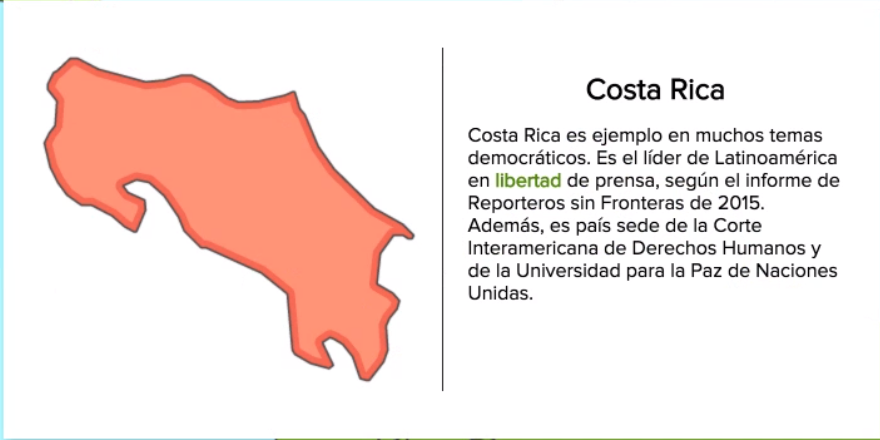 Costa Rica
Costa Rica es ejemplo en muchos temas
democráticos. Es el líder de Latinoamérica
en libertad de prensa, según el informe de
Reporteros sin Fronteras de 2015.
Además, es país sede de la Corte
Interamericana de Derechos Humanos y
de la Universidad para la Paz de Naciones
Unidas.